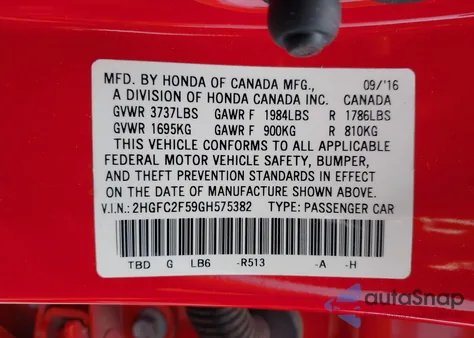 MFD. BY HONDA OF CANADA MFG., 09/'16
A DIVISION OF HONDA CANADA INC. CANADA
GVWR 3737LBS GAWR F 1984LBS R 1786LBS
GVWR 1695KG GAWR F 900KG R 810KG
THIS VEHICLE CONFORMS TO ALL APPLICABLE
FEDERAL MOTOR VEHICLE SAFETY, BUMPER,
AND THEFT PREVENTION STANDARDS IN EFFECT
ON THE DATE OF MANUFACTURE SHOWN ABOVE.
V.I.N.: 2HGFC2F59GH575382 TYPE: PASSENGER CAR
TBD G LB6 -R513 -A -H
autoSnap